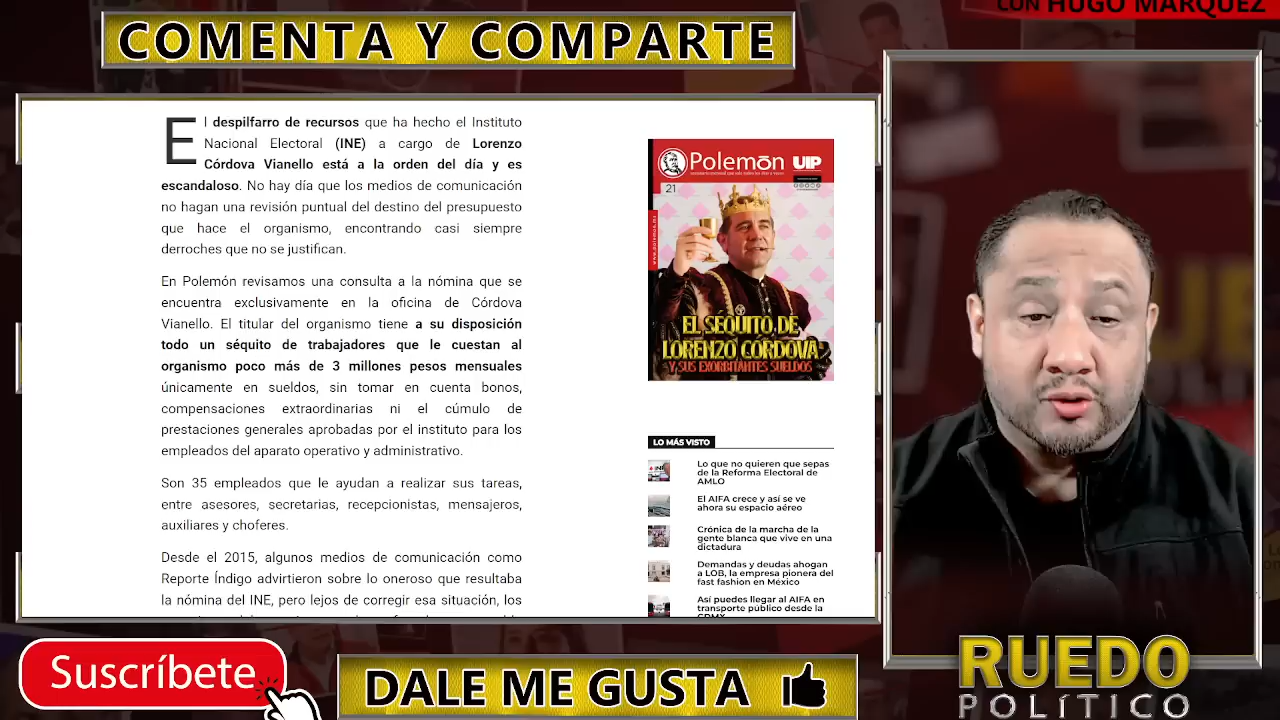 CON HUGO MÁRQUEZ
COMENTA Y COMPARTE
El despilfarro de recursos que ha hecho el Instituto
Nacional Electoral (INE) a cargo de Lorenzo
Córdova Vianello está a la orden del día y es
escandaloso. No hay día que los medios de comunicación
no hagan una revisión puntual del destino del presupuesto
que hace el organismo, encontrando casi siempre
derroches que no se justifican.
En Polemón revisamos una consulta a la nómina que se
encuentra exclusivamente en la oficina de Córdova
Vianello. El titular del organismo tiene a su disposición
todo un séquito de trabajadores que le cuestan al
organismo poco más de 3 millones pesos mensuales
únicamente en sueldos, sin tomar en cuenta bonos,
compensaciones extraordinarias ni el cúmulo de
prestaciones generales aprobadas por el instituto para los
empleados del aparato operativo y administrativo.
Son 35 empleados que le ayudan a realizar sus tareas,
entre asesores, secretarias, recepcionistas, mensajeros,
auxiliares y choferes.
Desde el 2015, algunos medios de comunicación como
Reporte Índigo advirtieron sobre lo oneroso que resultaba
la nómina del INE, pero lejos de corregir esa situación, los
Polemōn UIP
21
EL SÉQUITO DE
LORENZO CÓRDOVA
Y SUS EXORBITANTES SUELDOS
LO MÁS VISTO
Lo que no quieren que sepas
de la Reforma Electoral de
AMLO
El AIFA crece y así se ve
ahora su espacio aéreo
Crónica de la marcha de la
gente blanca que vive en una
dictadura
Demandas y deudas ahogan
a LOB, la empresa pionera del
fast fashion en México
Así puedes llegar al AIFA en
transporte público desde la
CDMX
Suscríbete
DALE ME GUSTA
RUEDO
POLÍTICO